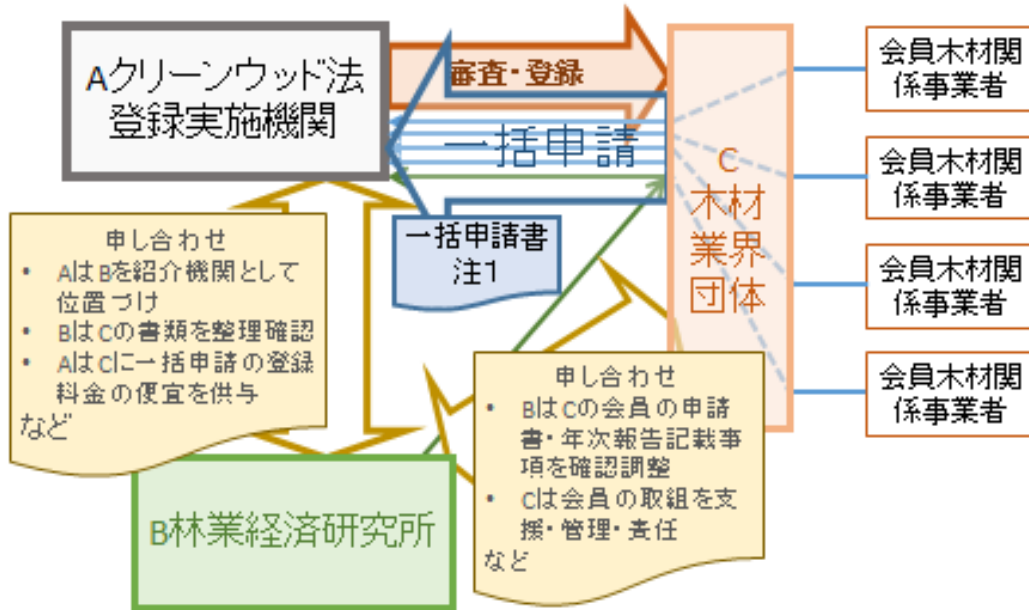 Aクリーンウッド法
登録実施機関
審査・登録
一括申請
一括申請書
注1
C
木材
業界
団体
会員木材関
係事業者
会員木材関
係事業者
会員木材関
係事業者
会員木材関
係事業者
申し合わせ
• AはBを紹介機関として
位置づけ
• BはCの書類を整理確認
• AはCに一括申請の登録
料金の便宜を供与
など
申し合わせ
• BはCの会員の申請
書・年次報告記載事
項を確認調整
• Cは会員の取組を支
援・管理・責任
など
B林業経済研究所